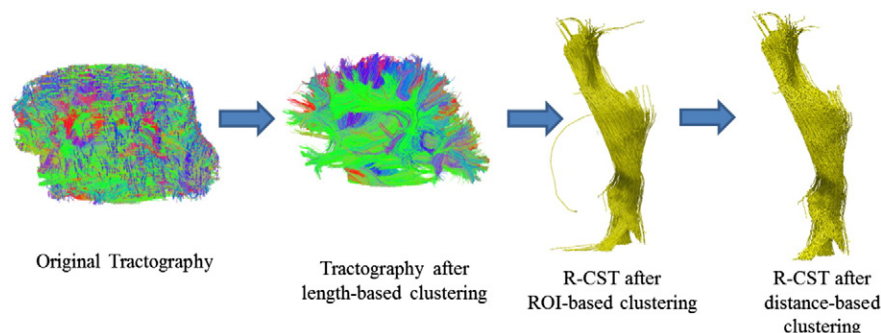 Original Tractography
Tractography after
length-based clustering
R-CST after
ROI-based clustering
R-CST after
distance-based
clustering